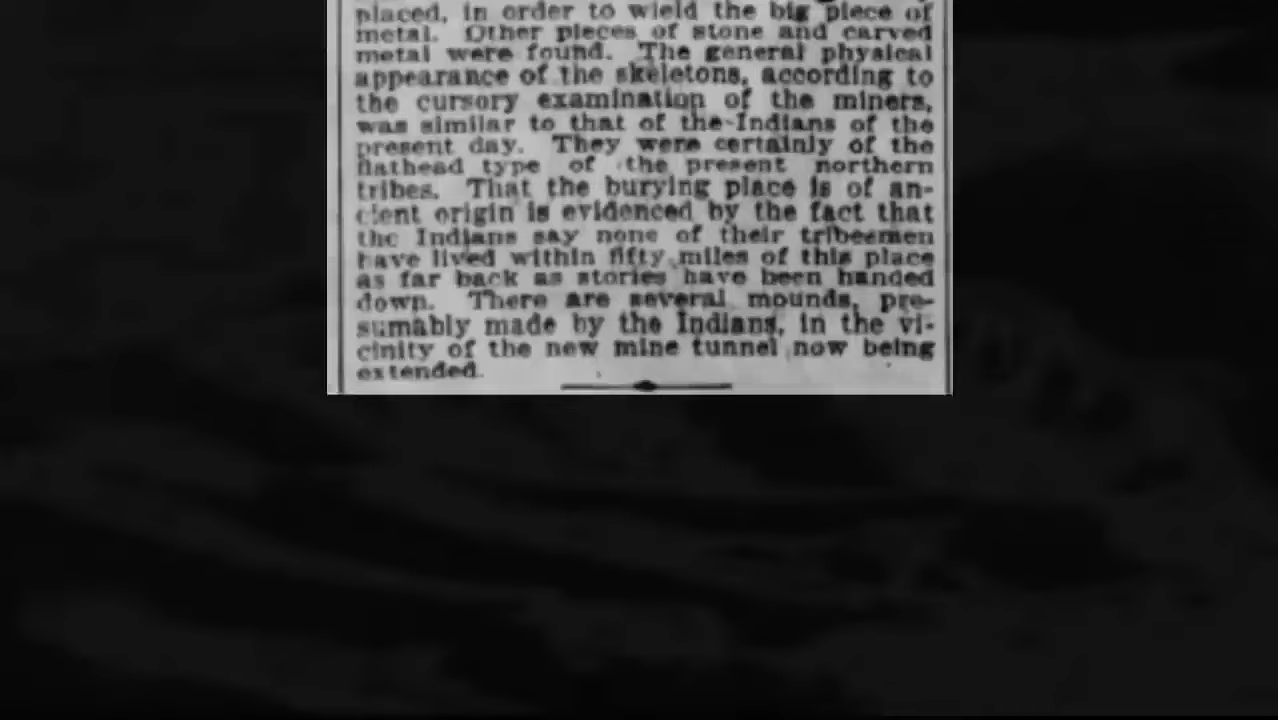 placed, in order to wield the big piece of
metal. Other pieces of stone and carved
metal were found. The general physical
appearance of the skeletons, according to
the cursory examination of the miners,
was similar to that of the Indians of the
present day. They were certainly of the
flathead type of the present northern
tribes. That the burying place is of an-
cient origin is evidenced by the fact that
the Indians say none of their tribesmen
have lived within fifty miles of this place
as far back as stories have been handed
down. There are several mounds, pre-
sumably made by the Indians, in the vi-
cinity of the new mine tunnel now being
extended.